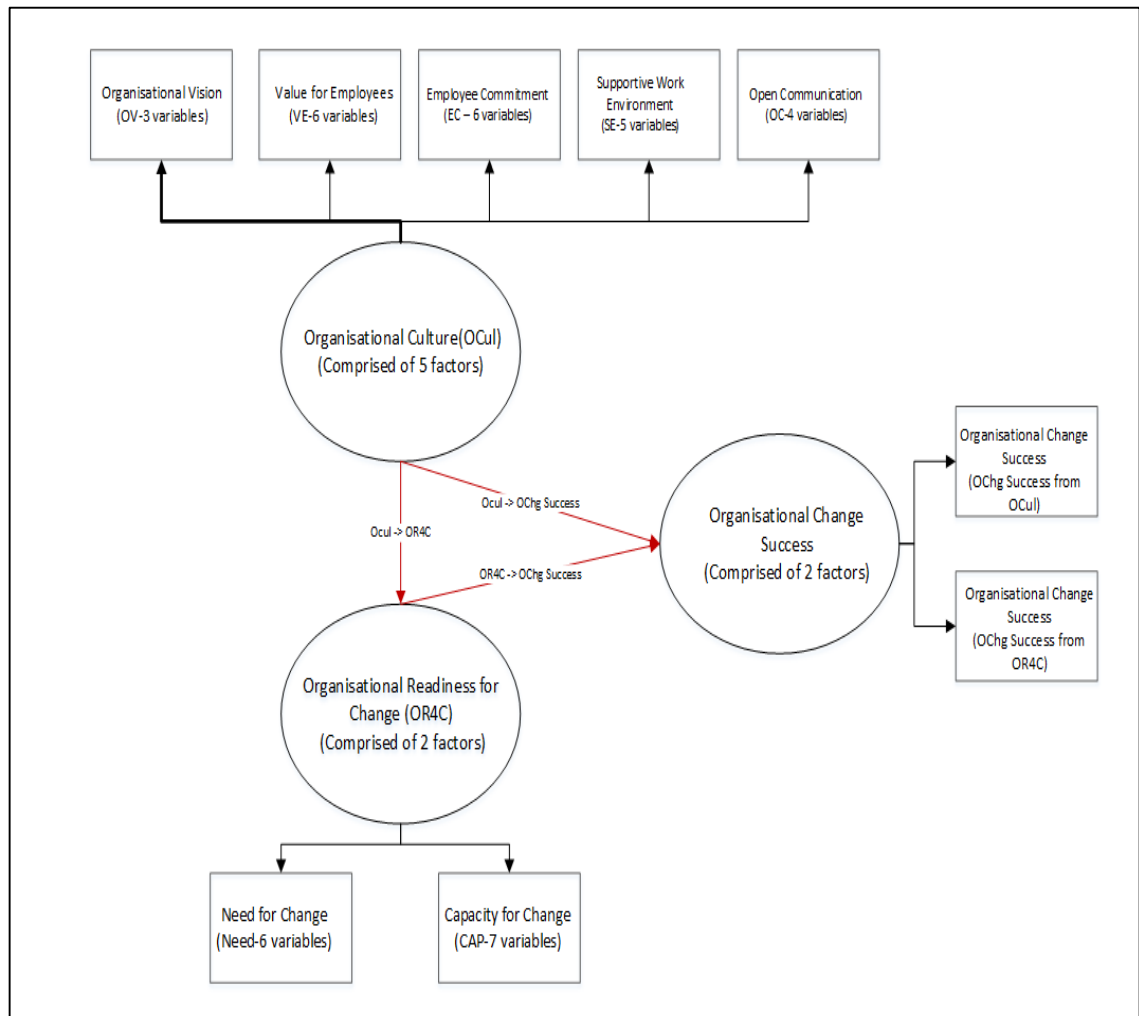 Organisational Vision
(OV-3 variables)
Value for Employees
(VE-6 variables)
Employee Commitment
(EC – 6 variables)
Supportive Work
Environment
(SE-5 variables)
Open Communication
(OC-4 variables)
Organisational Culture(OCul)
(Comprised of 5 factors)
Ocul -> OChg Success
Ocul -> OR4C
OR4C -> OChg Success
Organisational Change
Success
(Comprised of 2 factors)
Organisational Change
Success
(OChg Success from
OCul)
Organisational Change
Success
(OChg Success from
OR4C)
Organisational Readiness for
Change (OR4C)
(Comprised of 2 factors)
Need for Change
(Need-6 variables)
Capacity for Change
(CAP-7 variables)